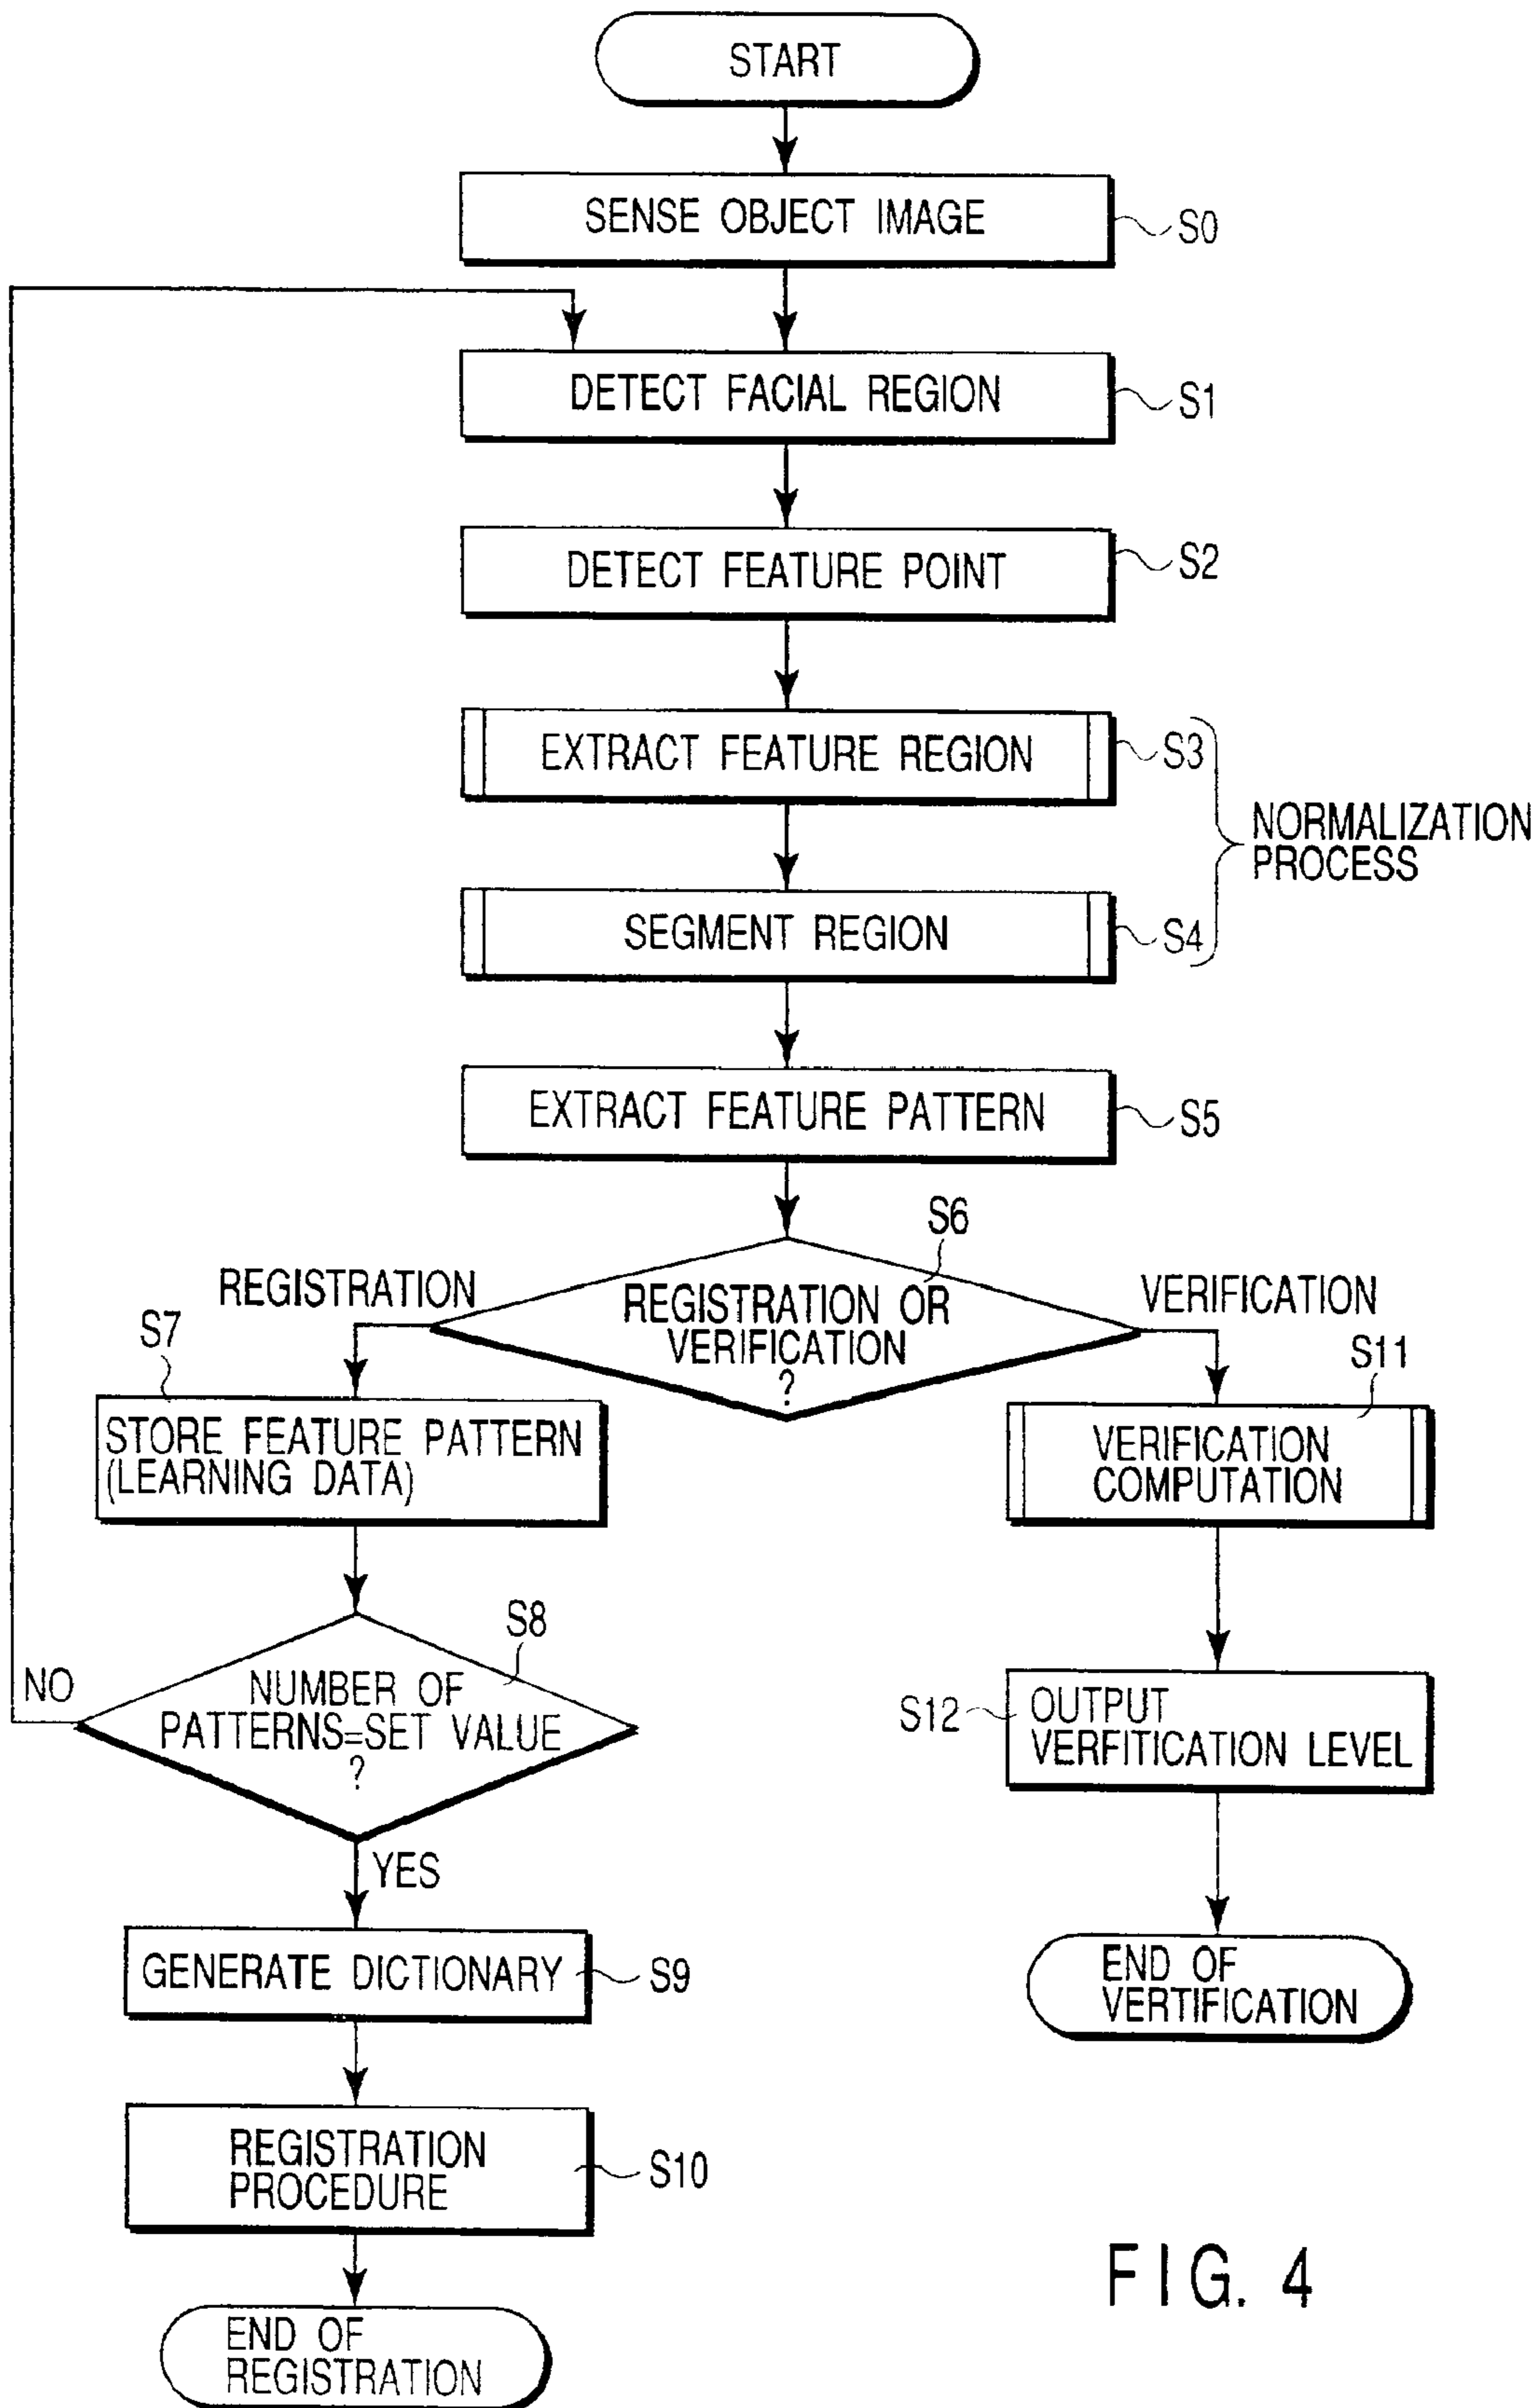 START
SENSE OBJECT IMAGE
S0
DETECT FACIAL REGION
S1
DETECT FEATURE POINT
S2
EXTRACT FEATURE REGION
S3
NORMALIZATION
PROCESS
SEGMENT REGION
S4
EXTRACT FEATURE PATTERN
S5
S6
REGISTRATION
REGISTRATION OR
VERIFICATION
?
VERIFICATION
S7
STORE FEATURE PATTERN
(LEARNING DATA)
S11
VERIFICATION
COMPUTATION
S8
NO
NUMBER OF
PATTERNS=SET VALUE
?
YES
S12
OUTPUT
VERFITICATION LEVEL
GENERATE DICTIONARY
S9
END OF
VERTIFICATION
REGISTRATION
PROCEDURE
S10
END OF
REGISTRATION
FIG. 4